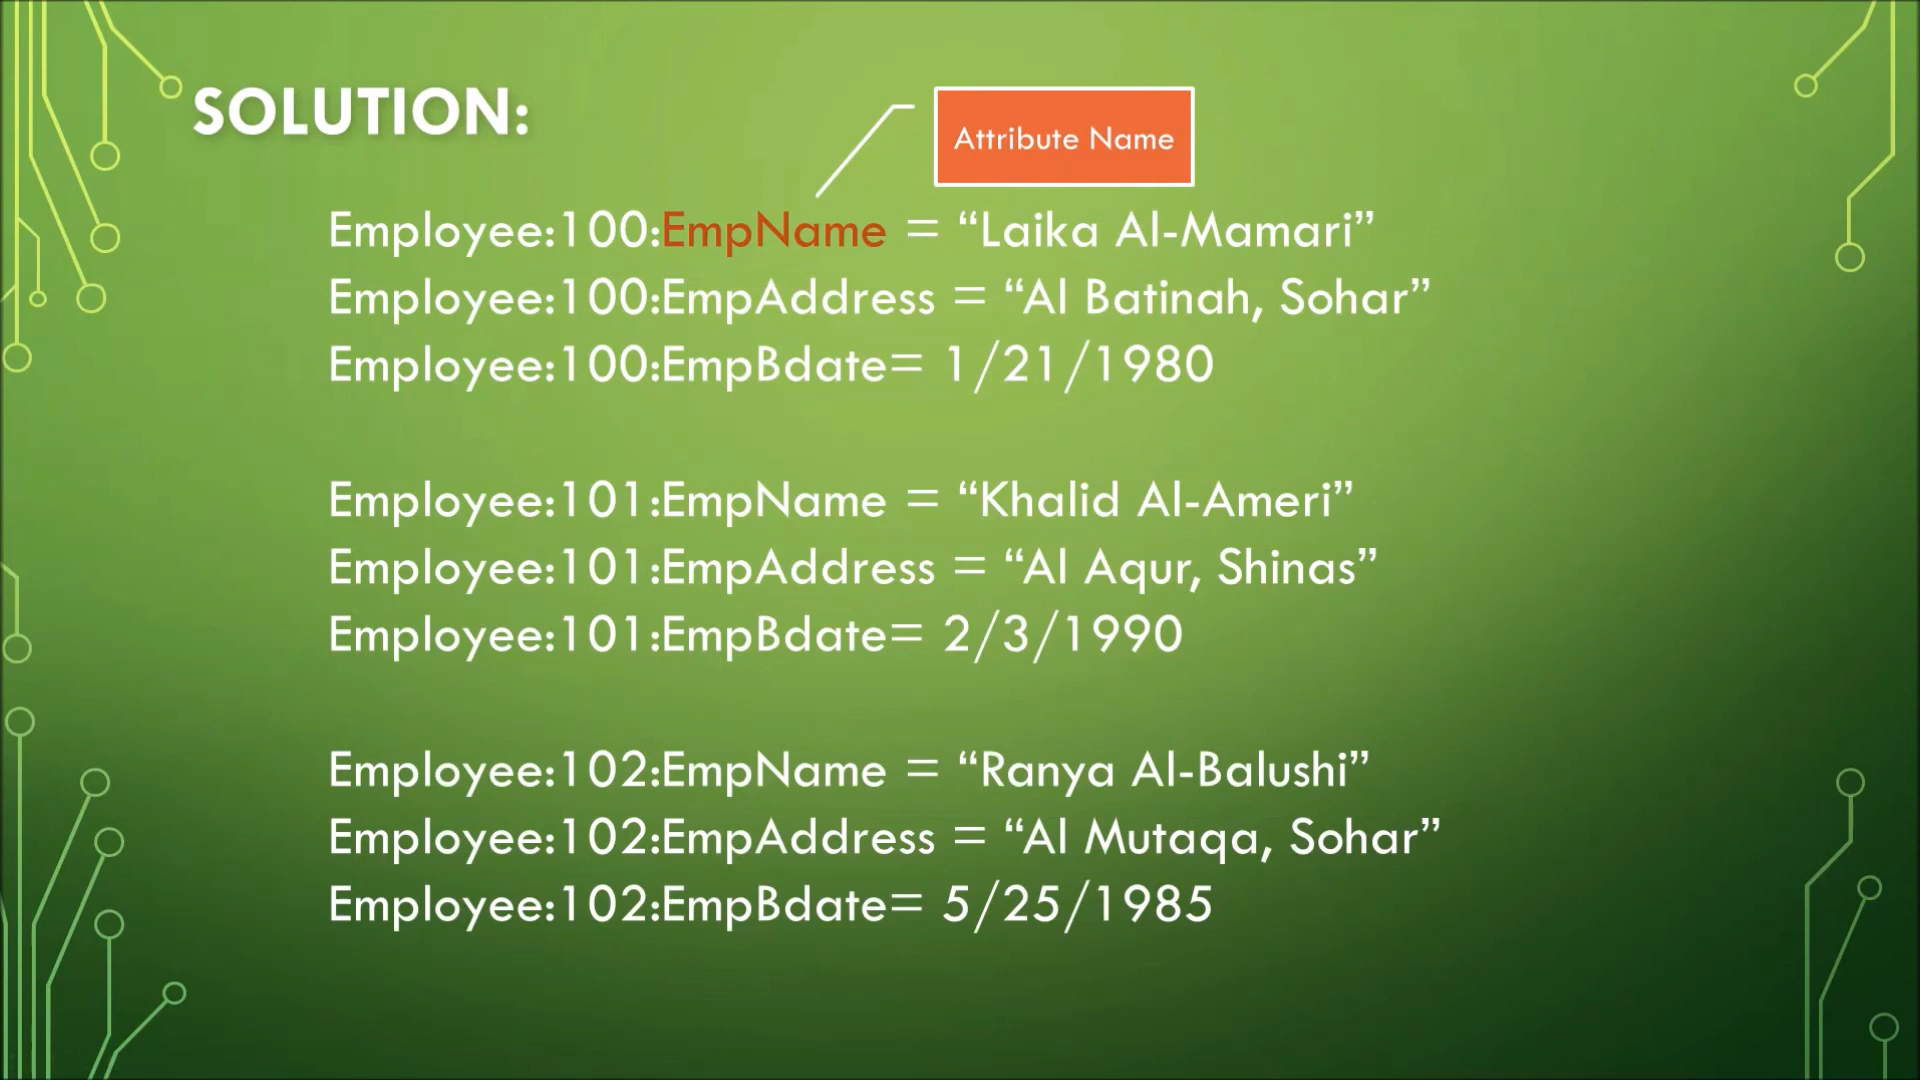 SOLUTION:
Attribute Name
Employee:100:EmpName = “Laika Al-Mamari”
Employee:100:EmpAddress = “Al Batinah, Sohar”
Employee:100:EmpBdate= 1/21/1980
Employee:101:EmpName = “Khalid Al-Ameri”
Employee:101:EmpAddress = “Al Aqur, Shinas”
Employee:101:EmpBdate= 2/3/1990
Employee:102:EmpName = “Ranya Al-Balushi”
Employee:102:EmpAddress = “Al Mutaqa, Sohar”
Employee:102:EmpBdate= 5/25/1985